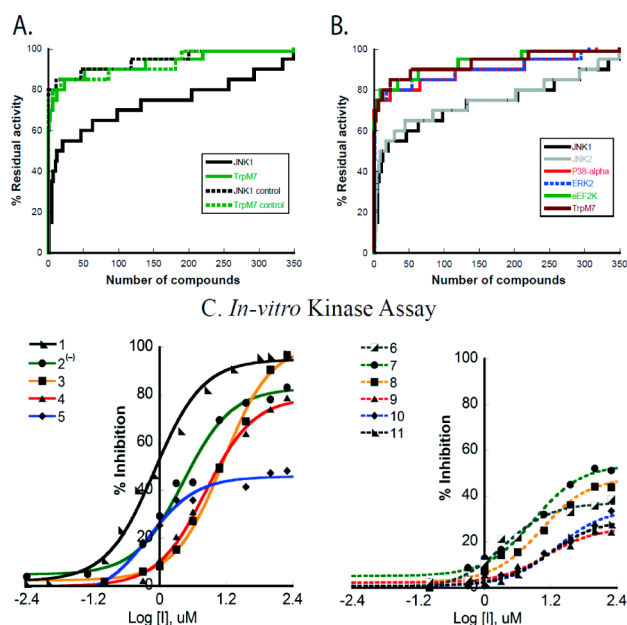 A.
B.
100
80
60
40
20
0
% Residual activity
JNK1
TrpM7
JNK1 control
TrpM7 control
0 50 100 150 200 250 300 350
Number of compounds
100
80
60
40
20
0
% Residual activity
JNK1
JNK2
P38-alpha
ERK2
eEF2K
TrpM7
0 50 100 150 200 250 300 350
Number of compounds
C. In-vitro Kinase Assay
1
2(–)
3
4
5
100
80
60
40
20
0
% Inhibition
-2.4 -1.2 0 1.2 2.4
Log [I], uM
6
7
8
9
10
11
100
80
60
40
20
0
% Inhibition
-2.4 -1.2 0 1.2 2.4
Log [I], uM